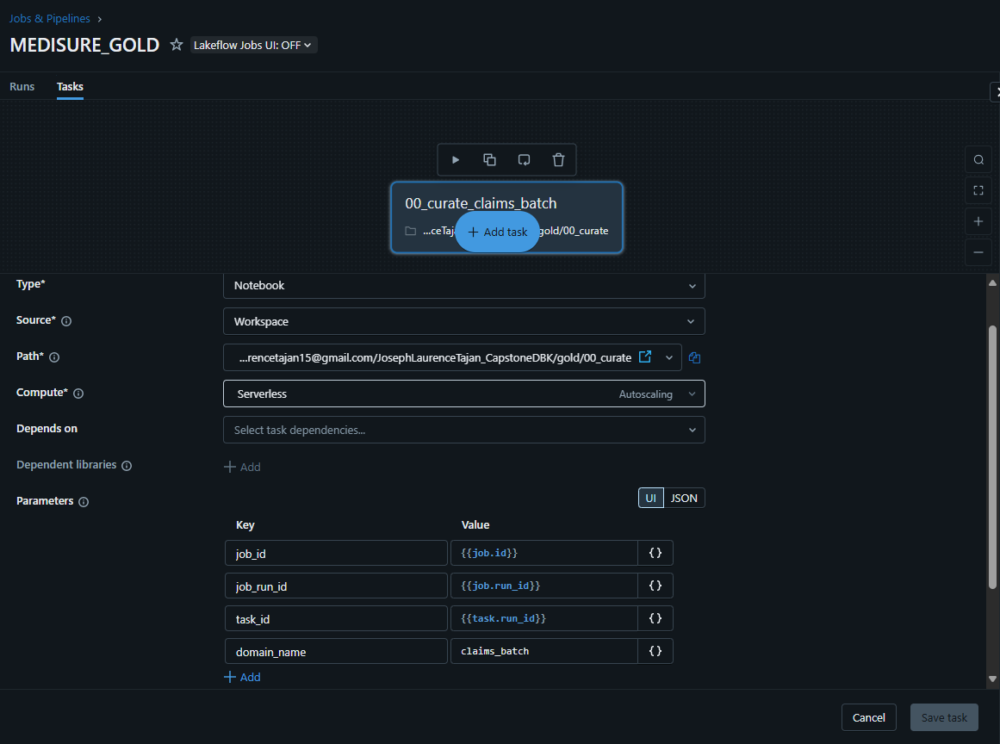 Jobs & Pipelines
MEDISURE_GOLD Lakeflow Jobs UI: OFF
Runs Tasks
00_curate_claims_batch
...ceTaj + Add task gold/00_curate
Type* Notebook
Source* Workspace
Path* ...rencetajan15@gmail.com/JosephLaurenceTajan_CapstoneDBK/gold/00_curate
Compute* Serverless Autoscaling
Depends on Select task dependencies...
Dependent libraries + Add
Parameters UI JSON
Key Value
job_id {{job.id}} {}
job_run_id {{job.run_id}} {}
task_id {{task.run_id}} {}
domain_name claims_batch {}
+ Add
Cancel Save task